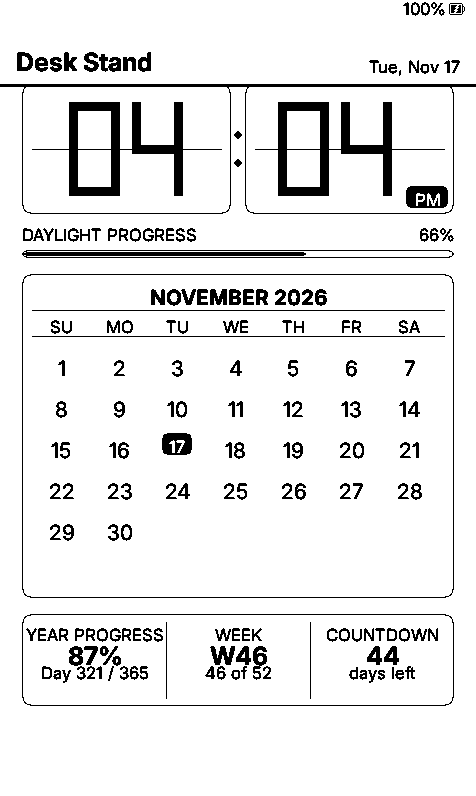 100%
Desk Stand
Tue, Nov 17
04 : 04 PM
DAYLIGHT PROGRESS 66%
NOVEMBER 2026
SU MO TU WE TH FR SA
1 2 3 4 5 6 7
8 9 10 11 12 13 14
15 16 17 18 19 20 21
22 23 24 25 26 27 28
29 30
YEAR PROGRESS WEEK COUNTDOWN
87% W46 44
Day 321 / 365 46 of 52 days left